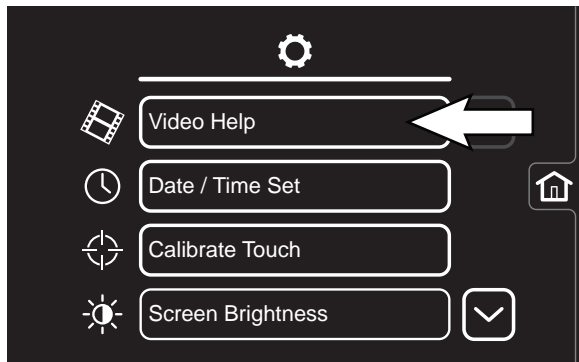 Video Help
Date / Time Set
Calibrate Touch
Screen Brightness